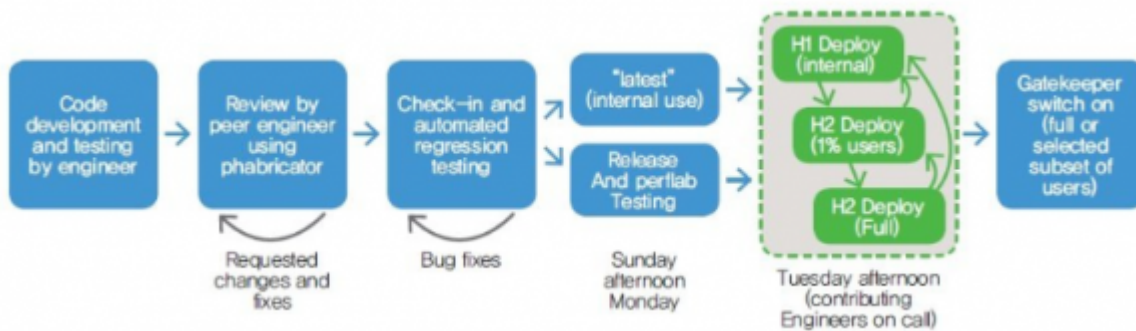 Code
development
and testing
by engineer
Review by
peer engineer
using
phabricator
Requested
changes and
fixes
Check-in and
automated
regression
testing
Bug fixes
"latest"
(internal use)
Release
And perflab
Testing
Sunday
afternoon
Monday
H1 Deploy
(internal)
H2 Deploy
(1% users)
H2 Deploy
(Full)
Tuesday afternoon
(contributing
Engineers on call)
Gatekeeper
switch on
(full or
selected
subset of
users)